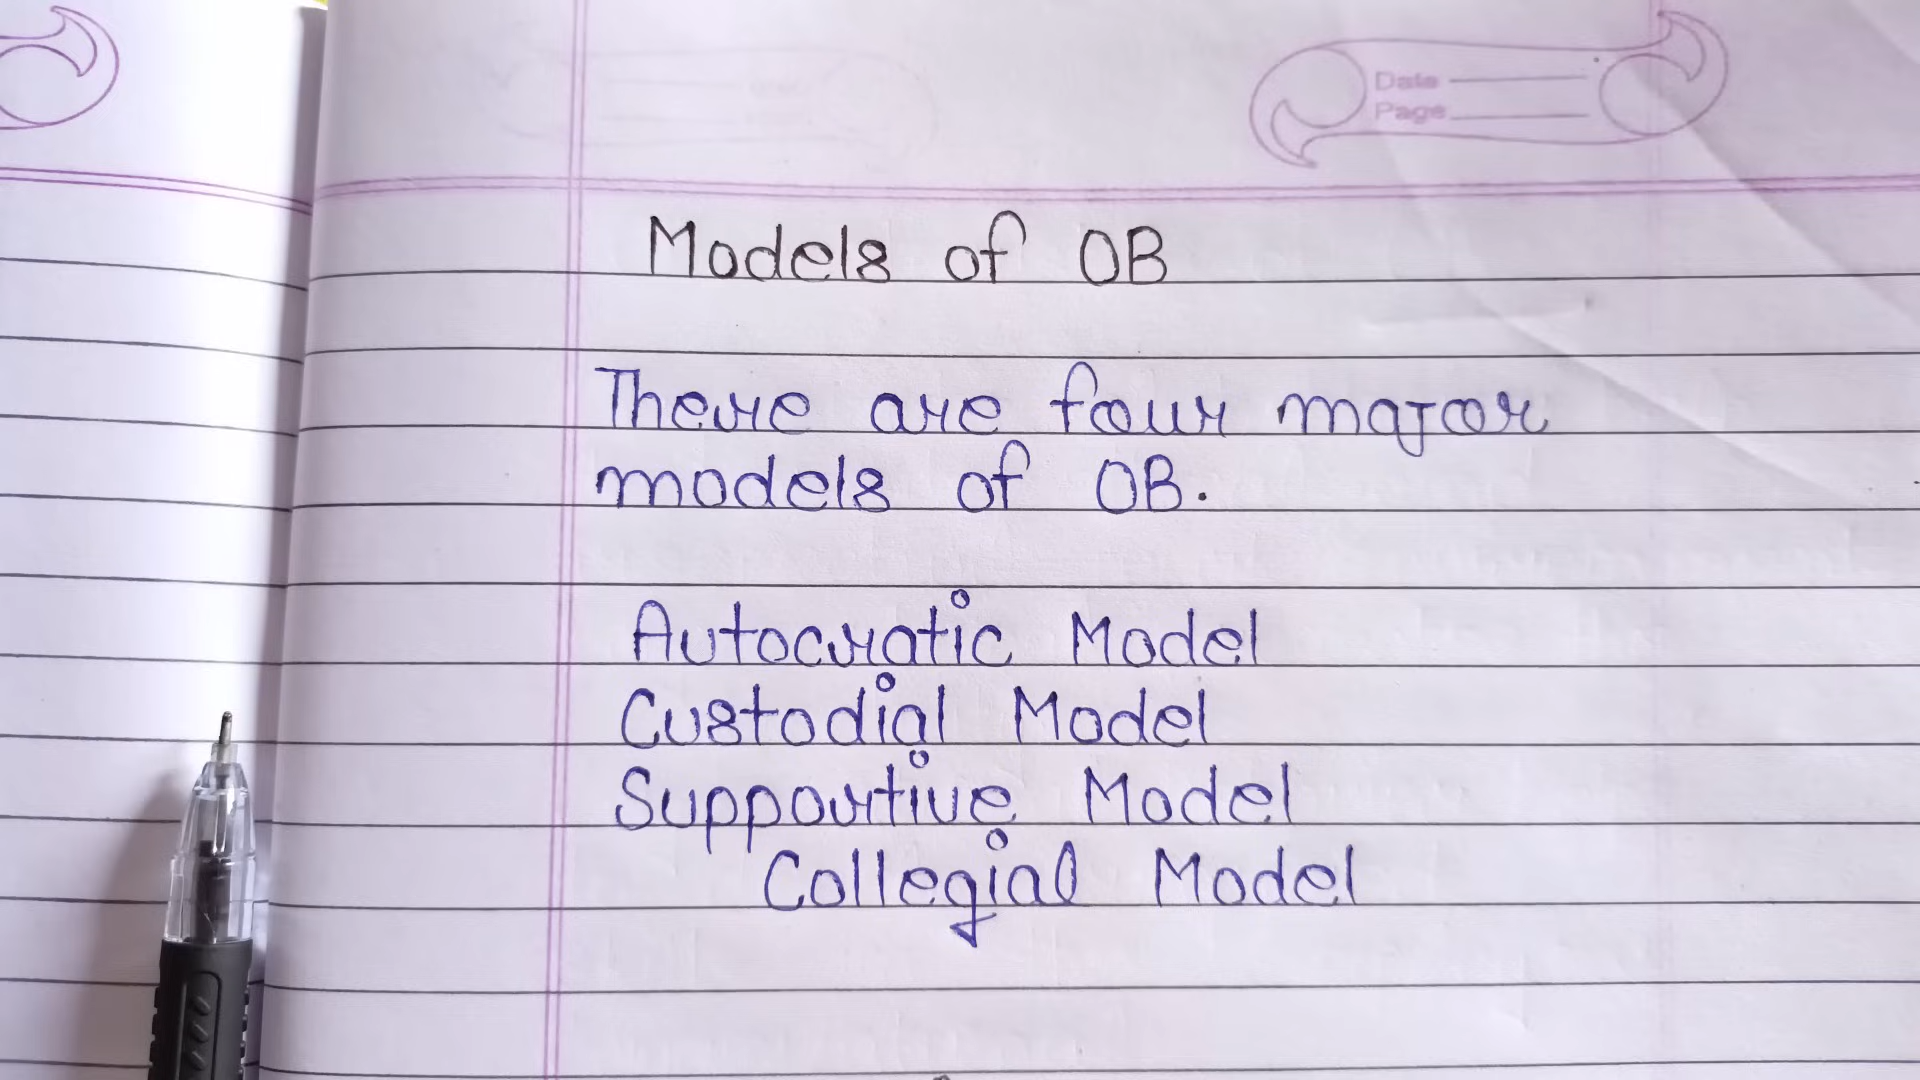 Date
Page
Models of OB
There are four major
models of OB.
Autocratic Model
Custodial Model
Supportive Model
Collegial Model